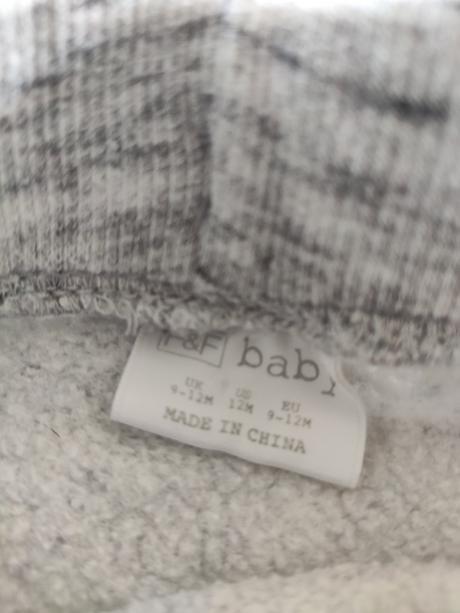 F&F baby
UK US EU
9-12M 12M 9-12M
MADE IN CHINA